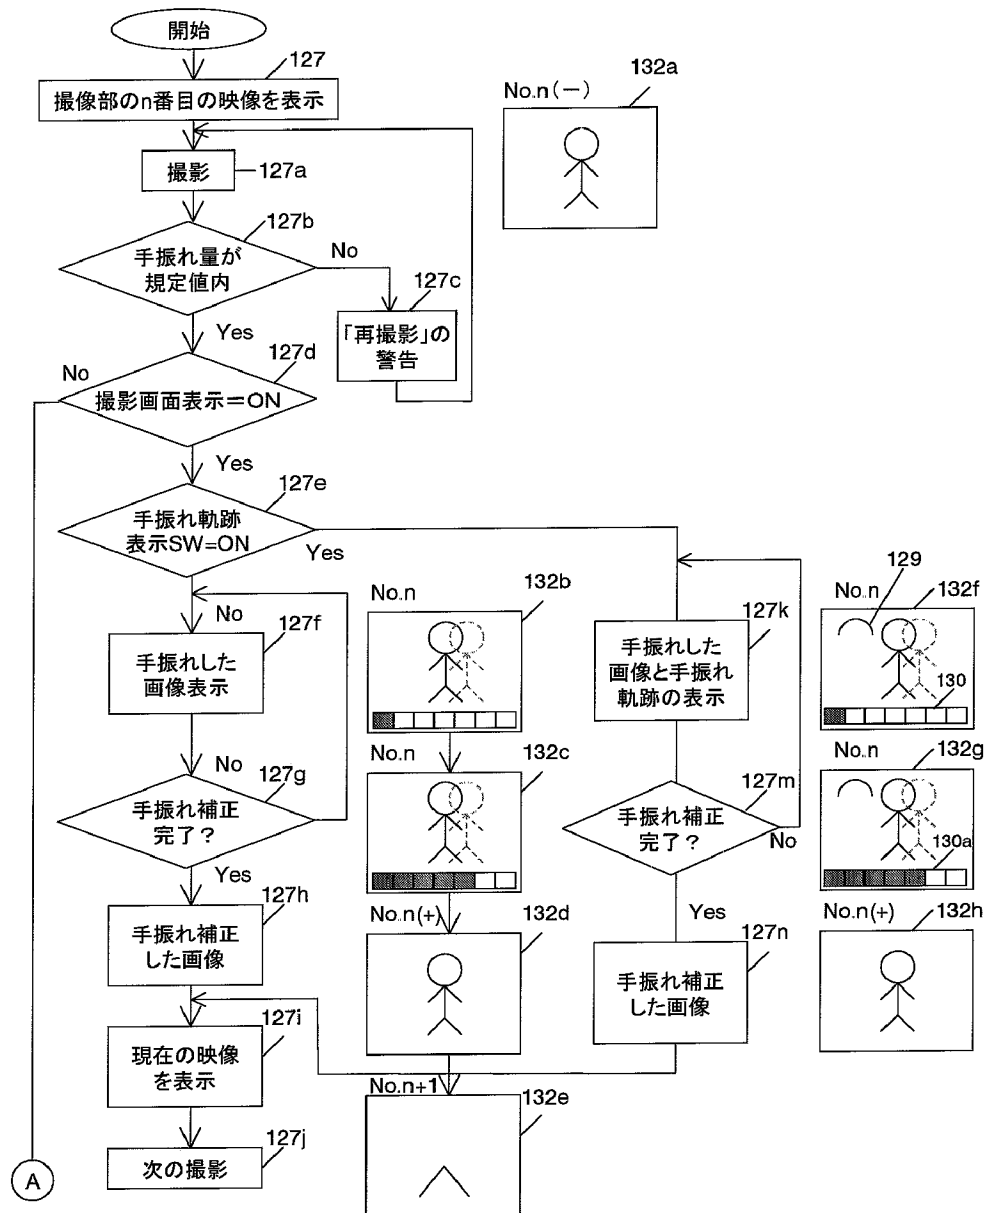 開始
127
撮像部のn番目の映像を表示
132a
No.n(−)
撮影
127a
127b
手振れ量が
規定値内
No
127c
「再撮影」の
警告
Yes
127d
No
撮影画面表示=ON
Yes
127e
手振れ軌跡
表示SW=ON
Yes
No
127f
手振れした
画像表示
No.n
132b
127k
手振れした
画像と手振れ
軌跡の表示
No..n
129
132f
130
No
127g
手振れ補正
完了?
No.n
132c
127m
手振れ補正
完了?
No
No..n
132g
130a
Yes
127h
手振れ補正
した画像
No.n(+)
132d
Yes
127n
手振れ補正
した画像
No..n(+)
132h
127i
現在の映像
を表示
No.n+1
132e
127j
次の撮影
A